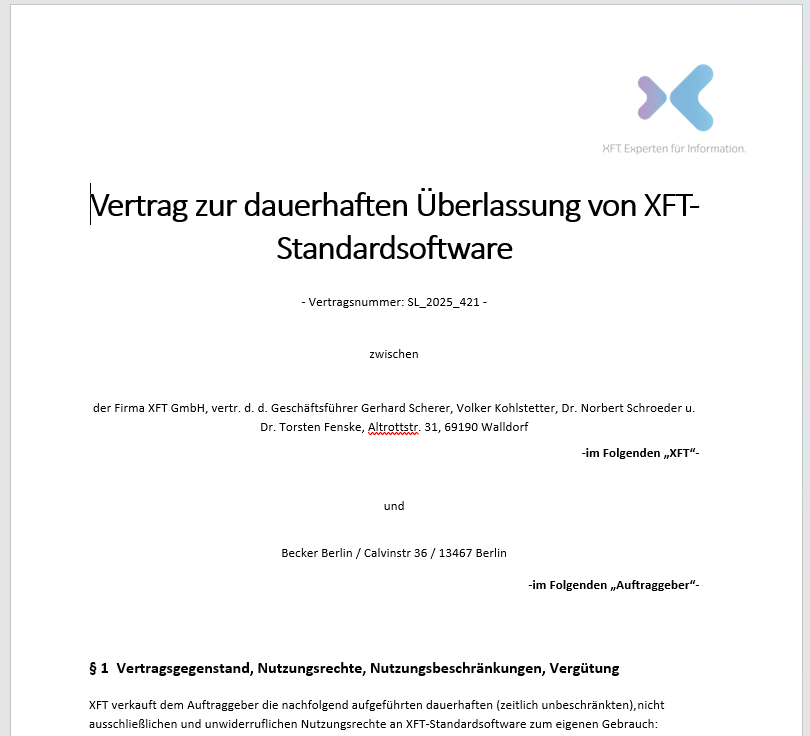 XFT. Experten für Information.
Vertrag zur dauerhaften Überlassung von XFT-
Standardsoftware
- Vertragsnummer: SL_2025_421 -
zwischen
der Firma XFT GmbH, vertr. d. d. Geschäftsführer Gerhard Scherer, Volker Kohlstetter, Dr. Norbert Schroeder u.
Dr. Torsten Fenske, Altrottstr. 31, 69190 Walldorf
-im Folgenden „XFT“-
und
Becker Berlin / Calvinstr 36 / 13467 Berlin
-im Folgenden „Auftraggeber“-
§ 1 Vertragsgegenstand, Nutzungsrechte, Nutzungsbeschränkungen, Vergütung
XFT verkauft dem Auftraggeber die nachfolgend aufgeführten dauerhaften (zeitlich unbeschränkten),nicht
ausschließlichen und unwiderruflichen Nutzungsrechte an XFT-Standardsoftware zum eigenen Gebrauch: